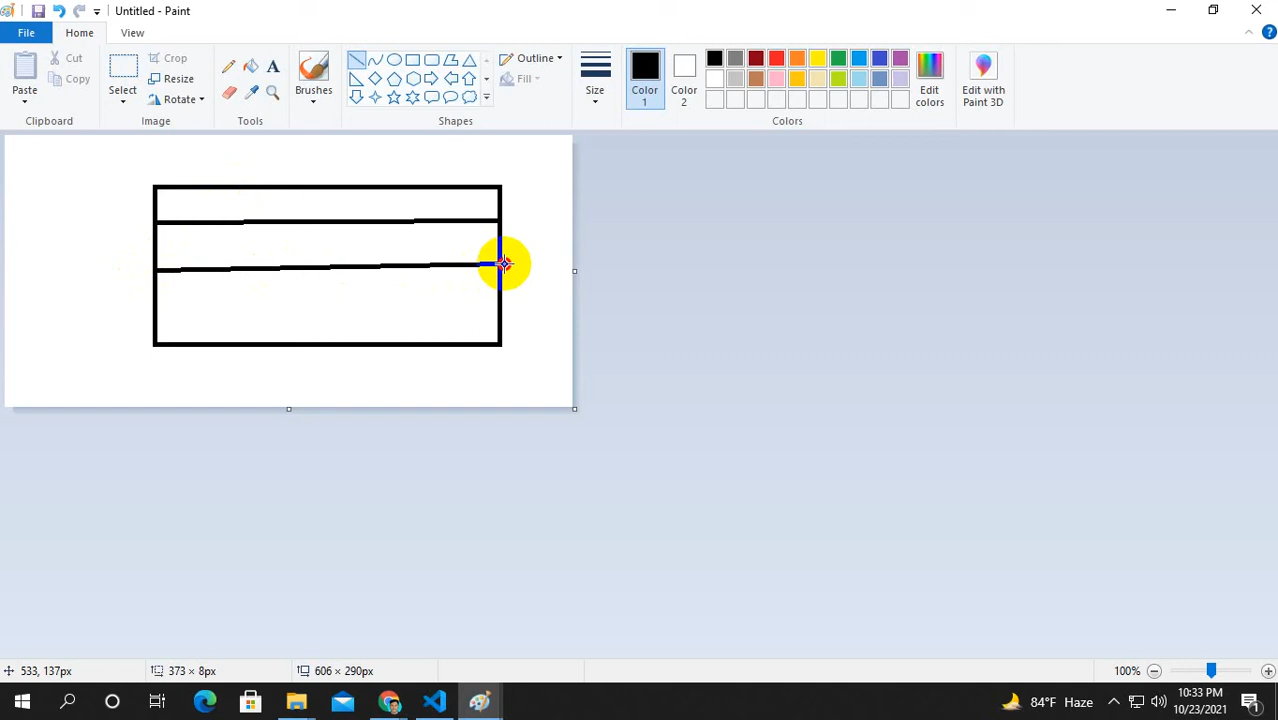 Untitled - Paint
File
Home
View
Paste
Cut
Copy
Clipboard
Select
Crop
Resize
Rotate
Image
A
Tools
Brushes
Shapes
Outline
Fill
Size
Color 1
Color 2
Edit colors
Colors
Edit with Paint 3D
533, 137px
373 × 8px
606 × 290px
100%
84°F Haze
10:33 PM
10/23/2021
1